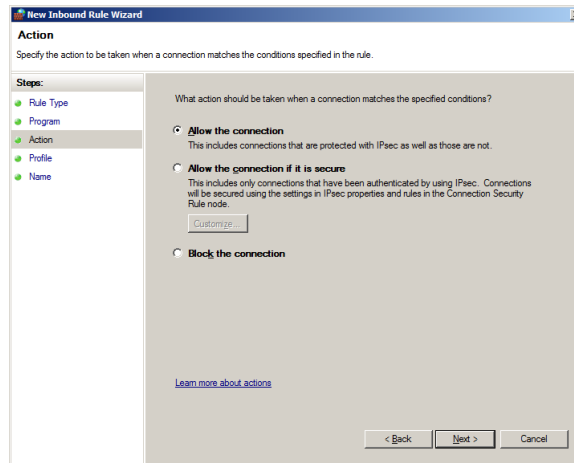 New Inbound Rule Wizard
Action
Specify the action to be taken when a connection matches the conditions specified in the rule.
Steps:
Rule Type
Program
Action
Profile
Name
What action should be taken when a connection matches the specified conditions?
Allow the connection
This includes connections that are protected with IPsec as well as those are not.
Allow the connection if it is secure
This includes only connections that have been authenticated by using IPsec. Connections
will be secured using the settings in IPsec properties and rules in the Connection Security
Rule node.
Customize...
Block the connection
Learn more about actions
< Back
Next >
Cancel